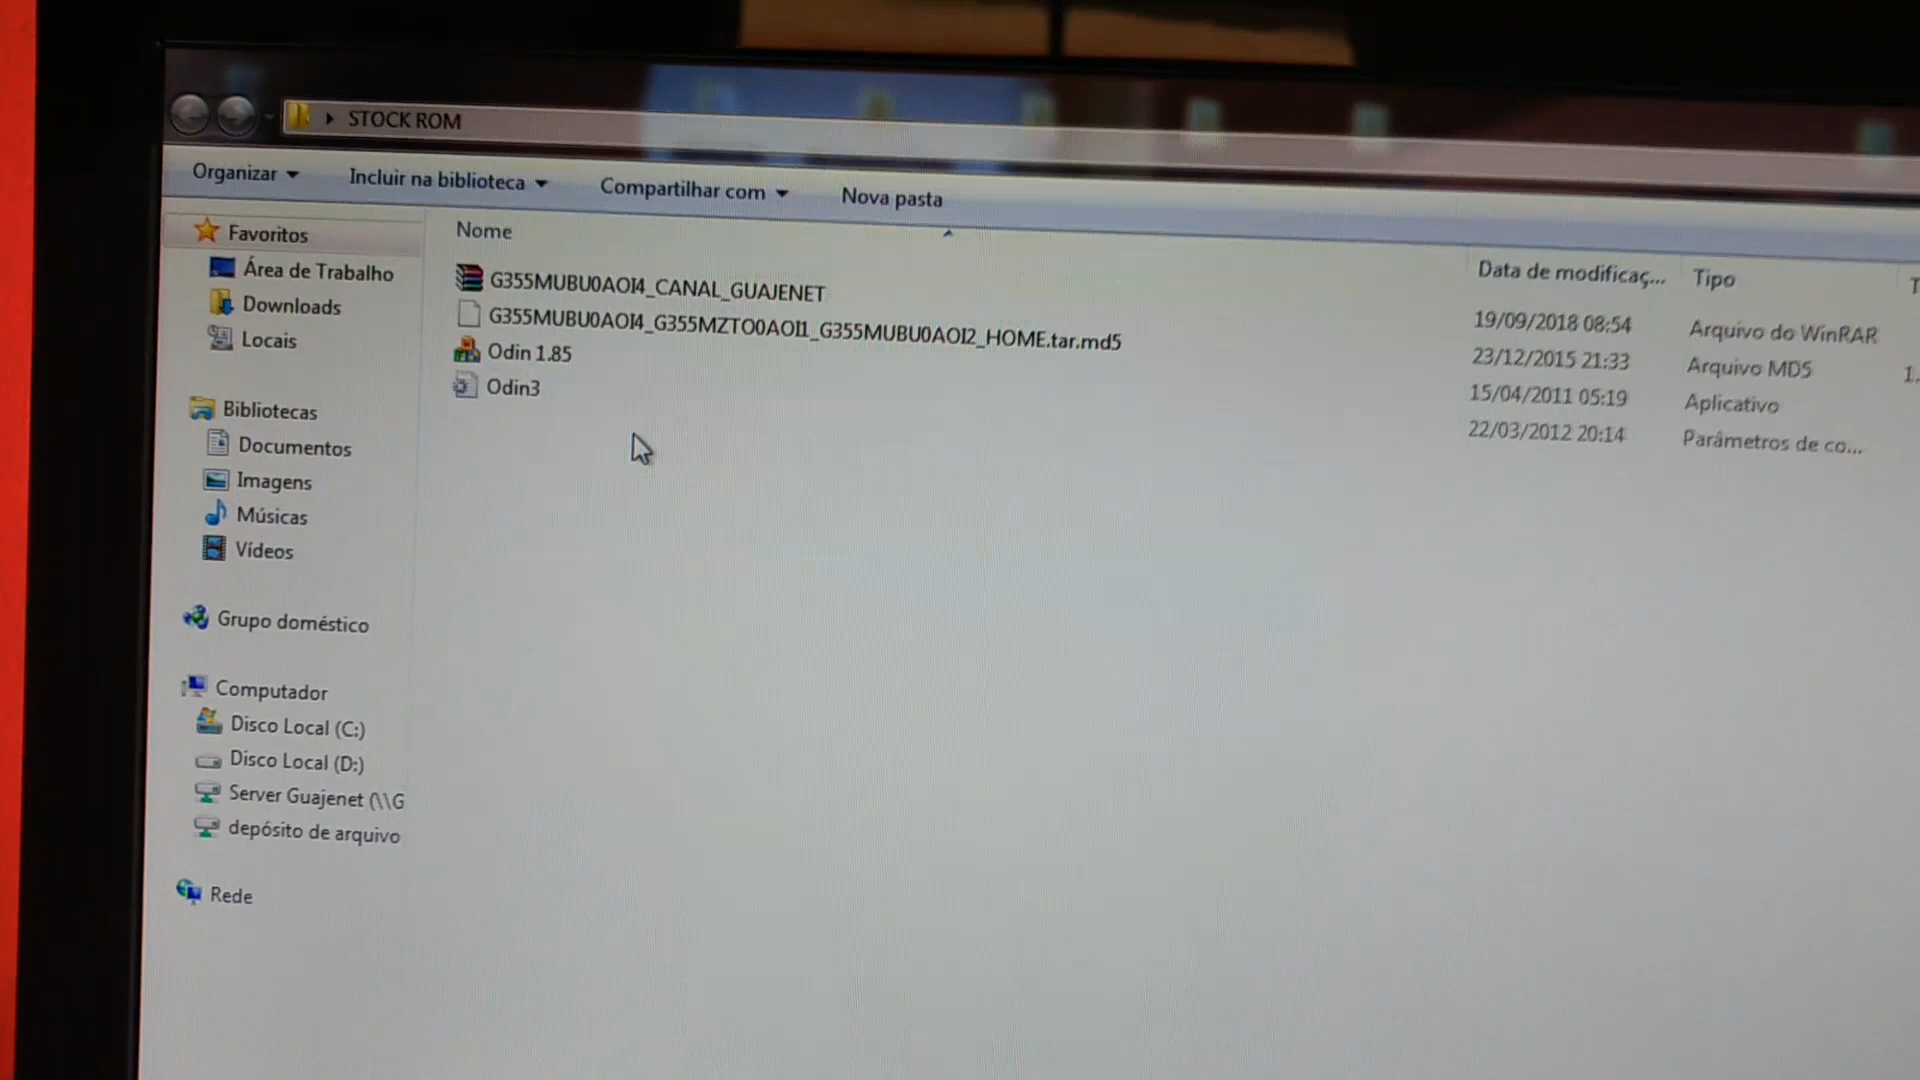 STOCK ROM
Organizar
Incluir na biblioteca
Compartilhar com
Nova pasta
Favoritos
Área de Trabalho
Downloads
Locais
Bibliotecas
Documentos
Imagens
Músicas
Vídeos
Grupo doméstico
Computador
Disco Local (C:)
Disco Local (D:)
Server Guajenet (\\G
depósito de arquivo
Rede
Nome
Data de modificaç...
Tipo
T
G355MUBU0AOI4_CANAL_GUAJENET
19/09/2018 08:54
Arquivo do WinRAR
G355MUBU0AOI4_G355MZTO0AOI1_G355MUBU0AOI2_HOME.tar.md5
23/12/2015 21:33
Arquivo MD5
1.
Odin 1.85
15/04/2011 05:19
Aplicativo
Odin3
22/03/2012 20:14
Parâmetros de co...